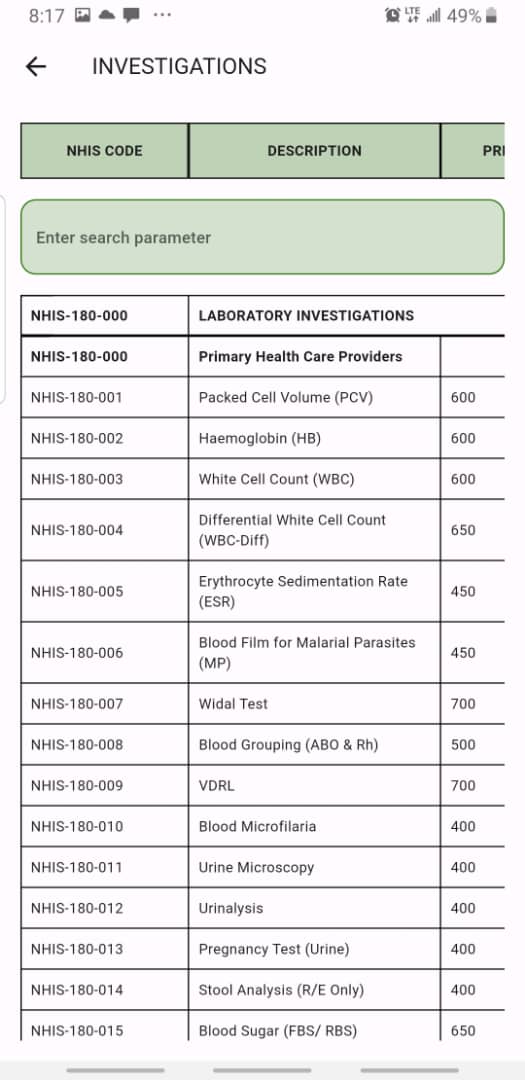 8:17 ... LTE 49%
← INVESTIGATIONS
NHIS CODE DESCRIPTION PRI
Enter search parameter
NHIS-180-000 LABORATORY INVESTIGATIONS
NHIS-180-000 Primary Health Care Providers
NHIS-180-001 Packed Cell Volume (PCV) 600
NHIS-180-002 Haemoglobin (HB) 600
NHIS-180-003 White Cell Count (WBC) 600
NHIS-180-004 Differential White Cell Count
(WBC-Diff) 650
NHIS-180-005 Erythrocyte Sedimentation Rate
(ESR) 450
NHIS-180-006 Blood Film for Malarial Parasites
(MP) 450
NHIS-180-007 Widal Test 700
NHIS-180-008 Blood Grouping (ABO & Rh) 500
NHIS-180-009 VDRL 700
NHIS-180-010 Blood Microfilaria 400
NHIS-180-011 Urine Microscopy 400
NHIS-180-012 Urinalysis 400
NHIS-180-013 Pregnancy Test (Urine) 400
NHIS-180-014 Stool Analysis (R/E Only) 400
NHIS-180-015 Blood Sugar (FBS/ RBS) 650